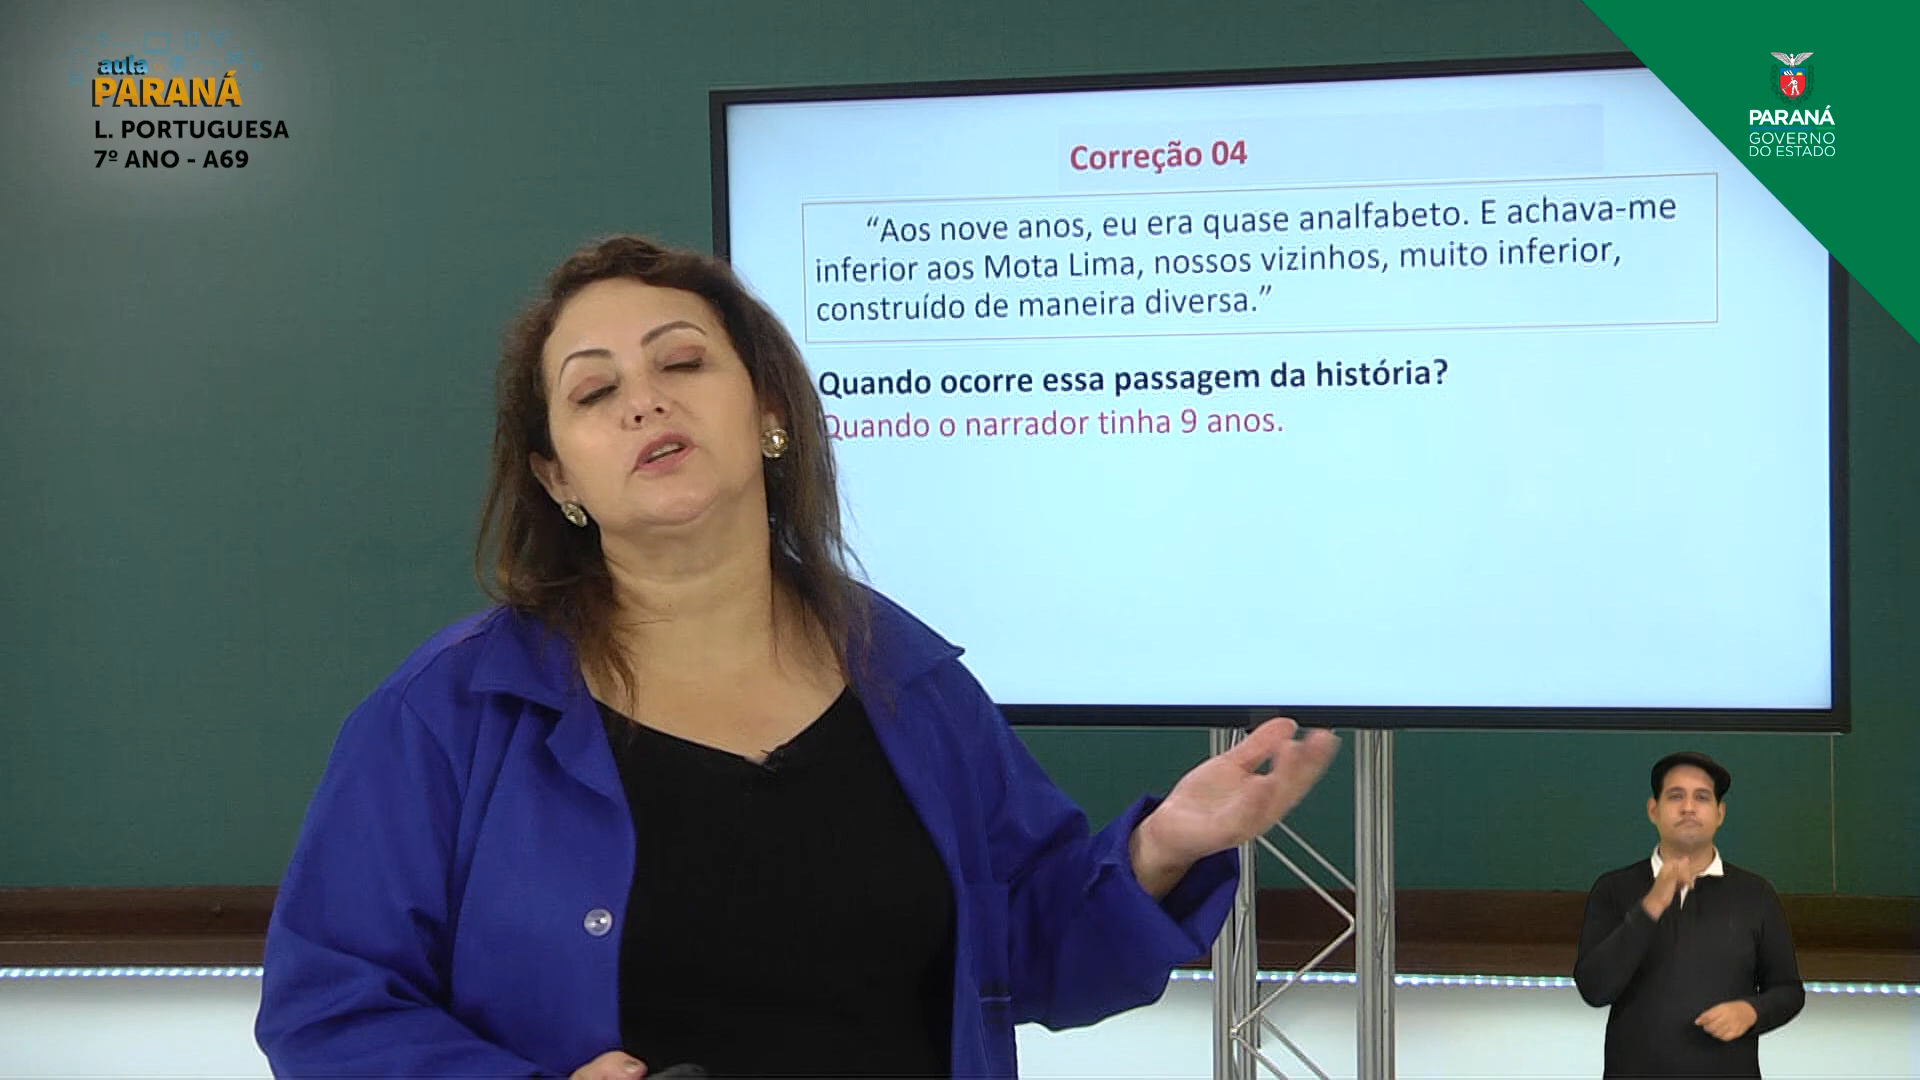 aula
PARANÁ
L. PORTUGUESA
7º ANO - A69
PARANÁ
GOVERNO
DO ESTADO
Correção 04
“Aos nove anos, eu era quase analfabeto. E achava-me
inferior aos Mota Lima, nossos vizinhos, muito inferior,
construído de maneira diversa.”
Quando ocorre essa passagem da história?
Quando o narrador tinha 9 anos.